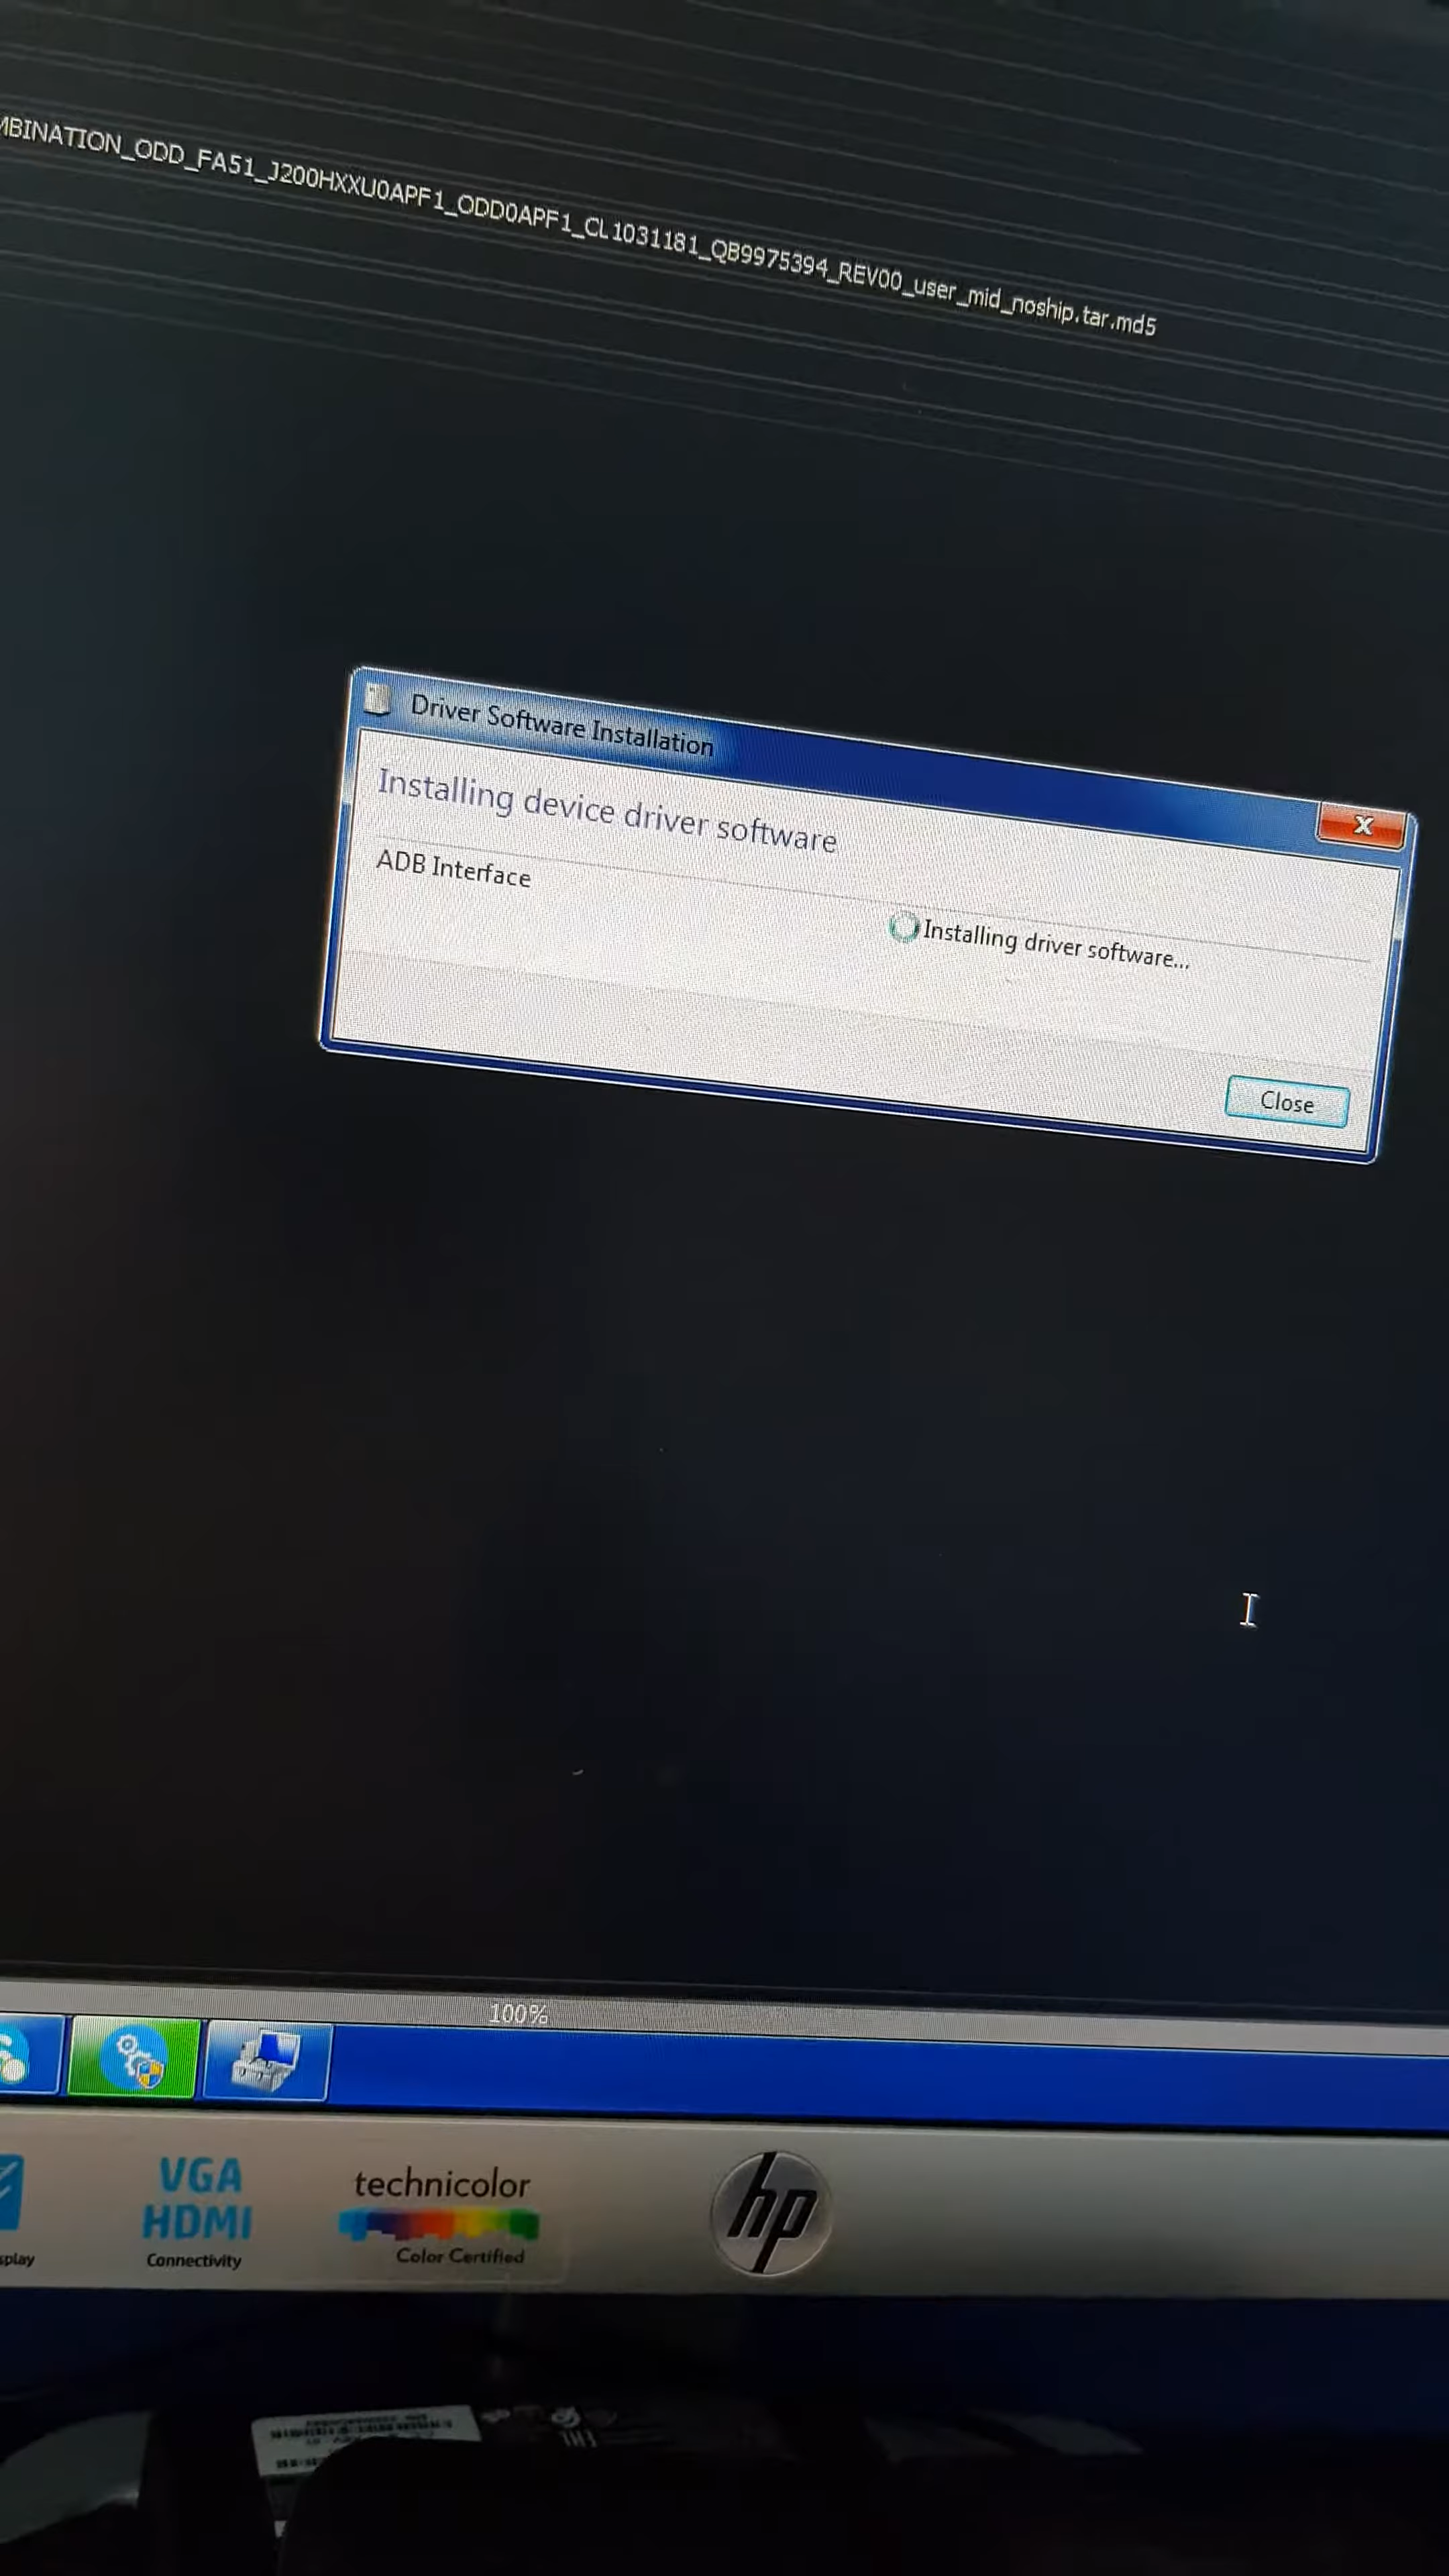 MBINATION_ODD_FA51_J200HXXU0APF1_ODD0APF1_CL1031181_QB9975394_REV00_user_mid_noship.tar.md5
Driver Software Installation
Installing device driver software
ADB Interface
Installing driver software...
Close
100%
splay
VGA
HDMI
Connectivity
technicolor
Color Certified
hp